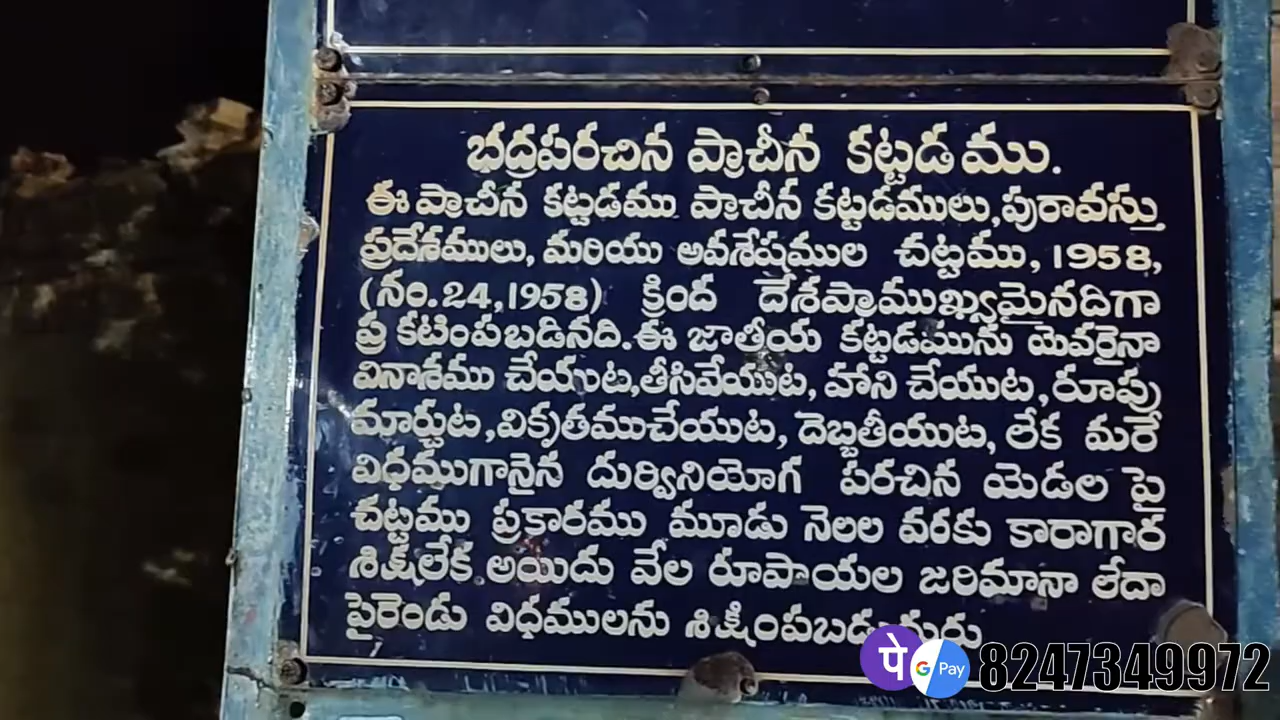 భద్రపరచిన ప్రాచీన కట్టడము.
ఈ ప్రాచీన కట్టడము ప్రాచీన కట్టడములు,పురావస్తు
ప్రదేశములు, మరియు అవశేషముల చట్టము, 1958,
(నం.24,1958) క్రింద దేశప్రాముఖ్యమైనదిగా
ప్రకటింపబడినది.ఈ జాతీయ కట్టడమును యెవరైనా
వినాశము చేయుట,తీసివేయుట, హాని చేయుట,రూపు
మార్చుట,వికృతముచేయుట, దెబ్బతీయుట, లేక మరే
విధముగానైన దుర్వినియోగ పరచిన యెడల పై
చట్టము ప్రకారము మూడు నెలల వరకు కారాగార
శిక్షలేక అయిదు వేల రూపాయల జరిమానా లేదా
పైరెండు విధములను శిక్షింపబడుదురు
पे G Pay 8247349972